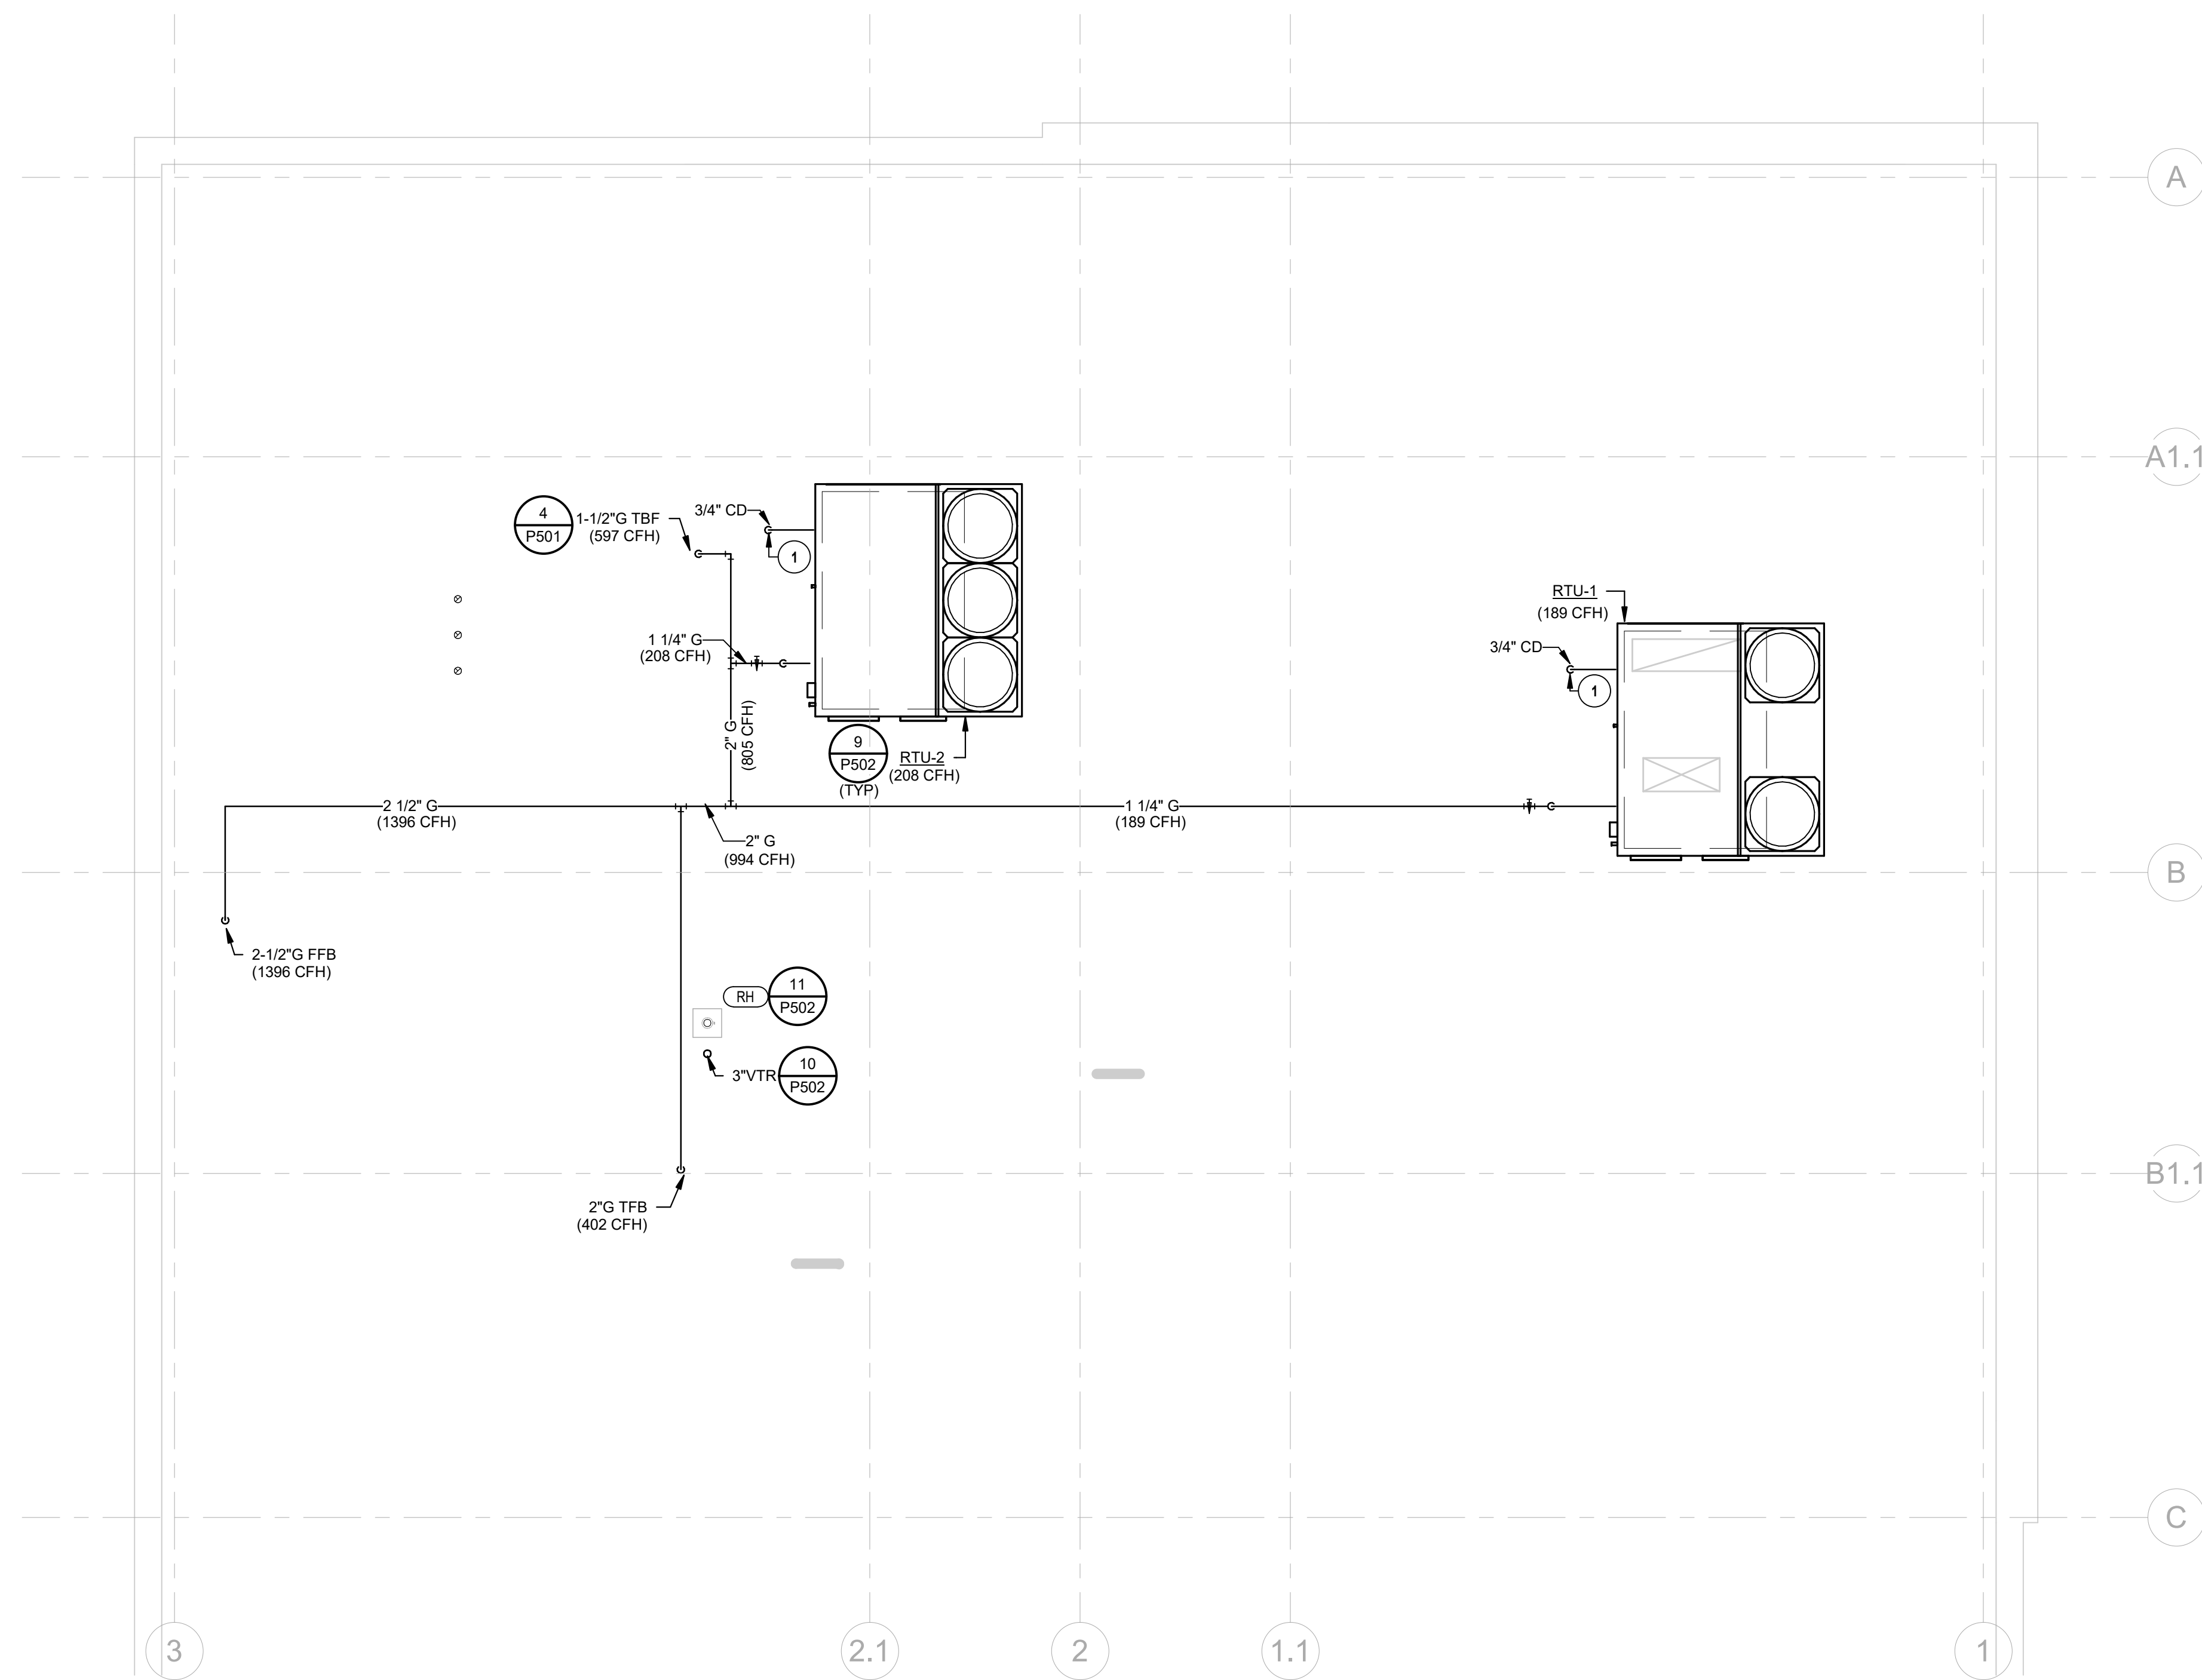 A
A1.1
4
P501
1-1/2"G TBF
(597 CFH)
3/4" CD
1
1 1/4" G
(208 CFH)
2" G
(805 CFH)
9
P502
(TYP)
RTU-2
(208 CFH)
RTU-1
(189 CFH)
3/4" CD
1
2 1/2" G
(1396 CFH)
2" G
(994 CFH)
1 1/4" G
(189 CFH)
B
2-1/2"G FFB
(1396 CFH)
RH
11
P502
3"VTR
10
P502
B1.1
2"G TFB
(402 CFH)
C
3
2.1
2
1.1
1